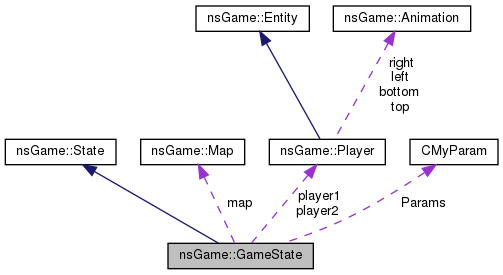 nsGame::Entity
nsGame::Animation
right
left
bottom
top
nsGame::State
nsGame::Map
nsGame::Player
CMyParam
map
player1
player2
Params
nsGame::GameState